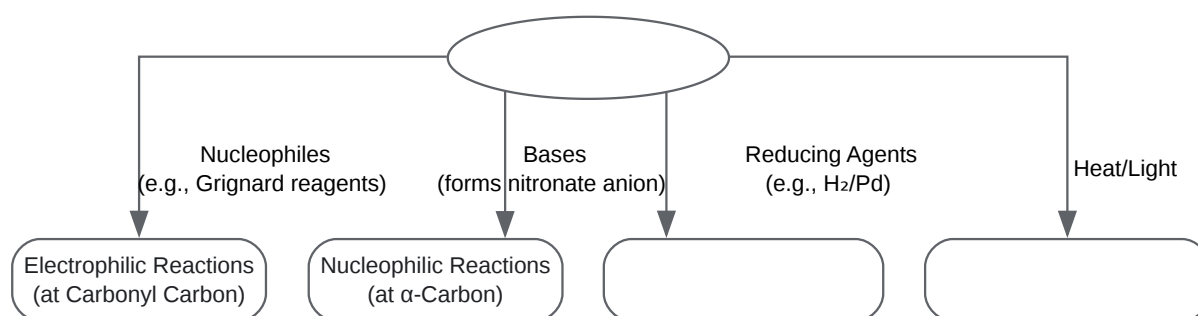 Nucleophiles
(e.g., Grignard reagents)
Bases
(forms nitronate anion)
Reducing Agents
(e.g., H₂/Pd)
Heat/Light
Electrophilic Reactions
(at Carbonyl Carbon)
Nucleophilic Reactions
(at α-Carbon)